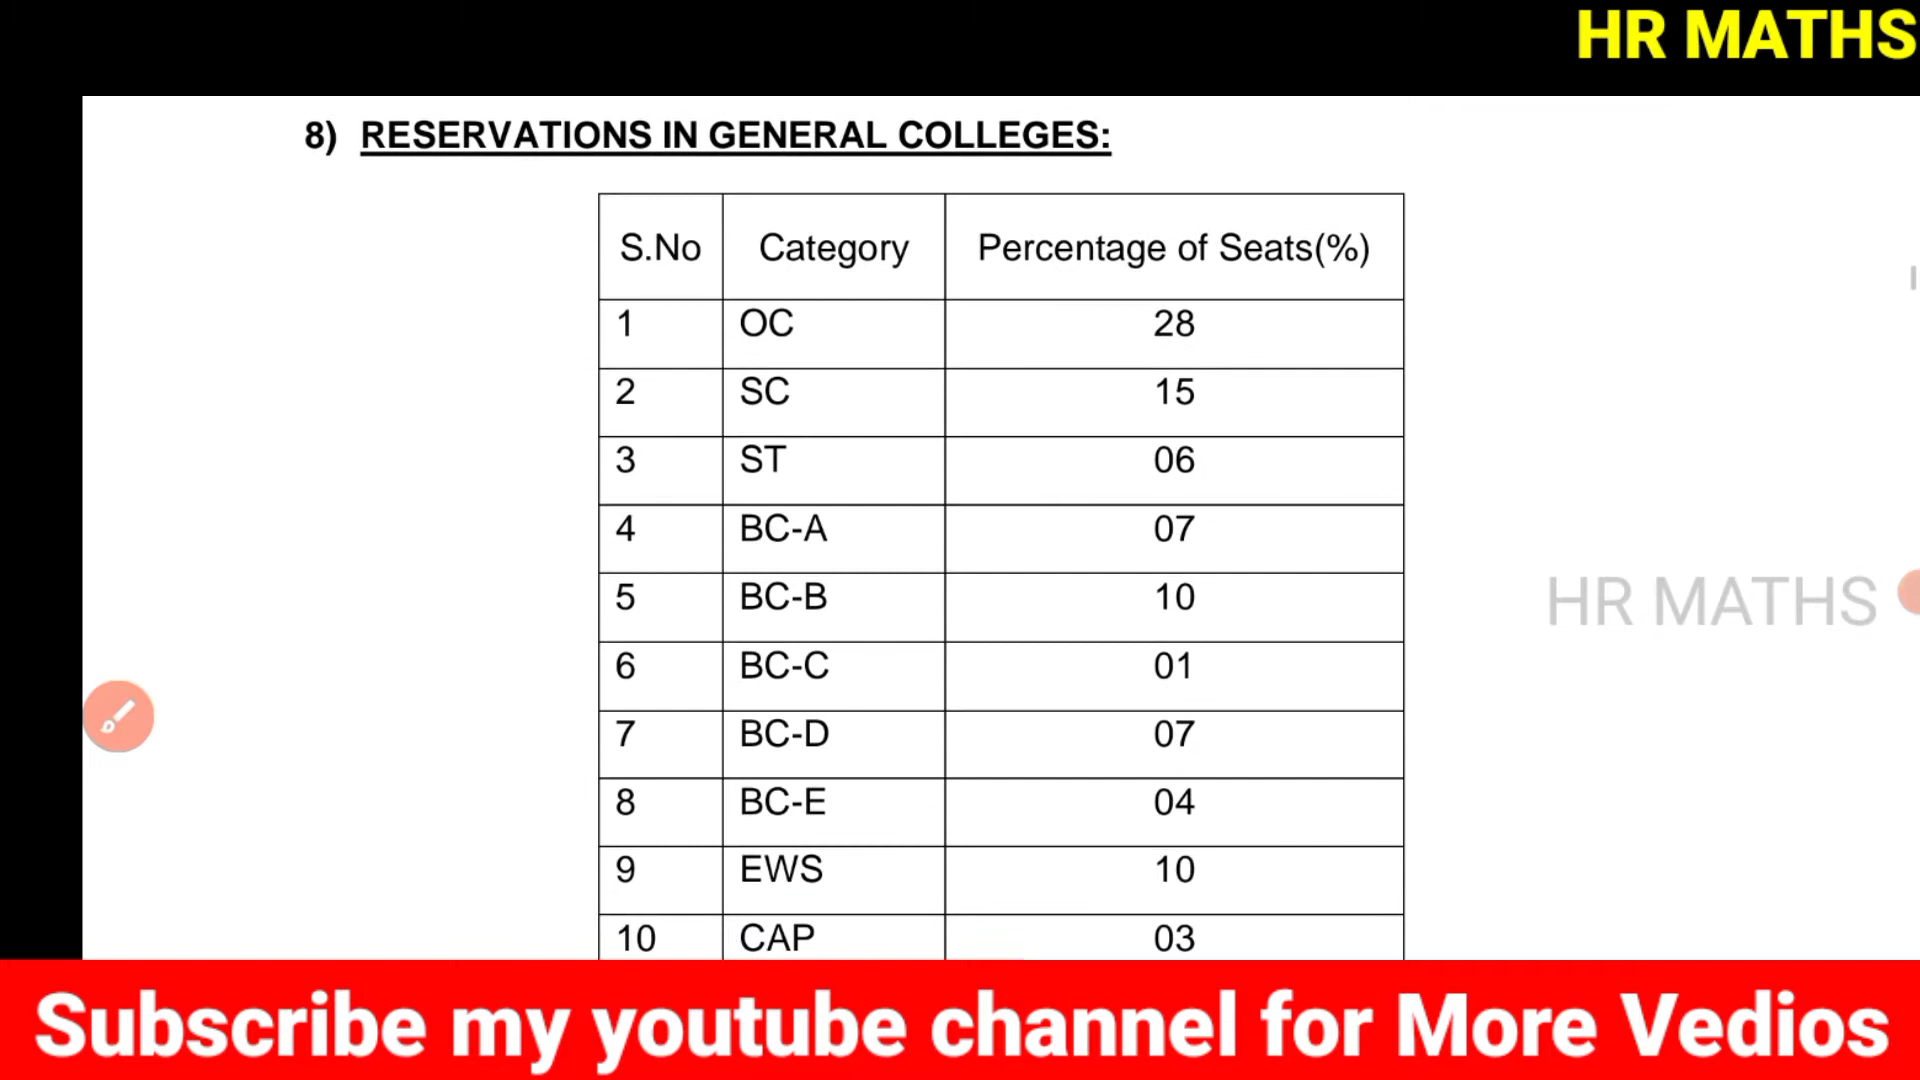 HR MATHS
8) RESERVATIONS IN GENERAL COLLEGES:
S.No Category Percentage of Seats(%)
1 OC 28
2 SC 15
3 ST 06
4 BC-A 07
5 BC-B 10
6 BC-C 01
7 BC-D 07
8 BC-E 04
9 EWS 10
10 CAP 03
HR MATHS
Subscribe my youtube channel for More Vedios